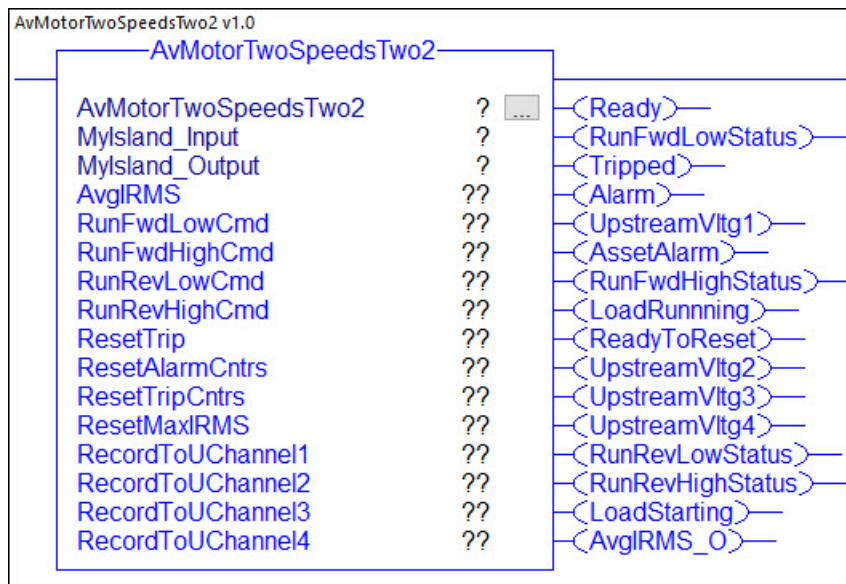 AvMotorTwoSpeedsTwo2 v1.0
AvMotorTwoSpeedsTwo2
AvMotorTwoSpeedsTwo2 ? ... Ready
MyIsland_Input ? RunFwdLowStatus
MyIsland_Output ? Tripped
AvgIRMS ?? Alarm
RunFwdLowCmd ?? UpstreamVltg1
RunFwdHighCmd ?? AssetAlarm
RunRevLowCmd ?? RunFwdHighStatus
RunRevHighCmd ?? LoadRunnning
ResetTrip ?? ReadyToReset
ResetAlarmCntrs ?? UpstreamVltg2
ResetTripCntrs ?? UpstreamVltg3
ResetMaxIRMS ?? UpstreamVltg4
RecordToUChannel1 ?? RunRevLowStatus
RecordToUChannel2 ?? RunRevHighStatus
RecordToUChannel3 ?? LoadStarting
RecordToUChannel4 ?? AvgIRMS_O